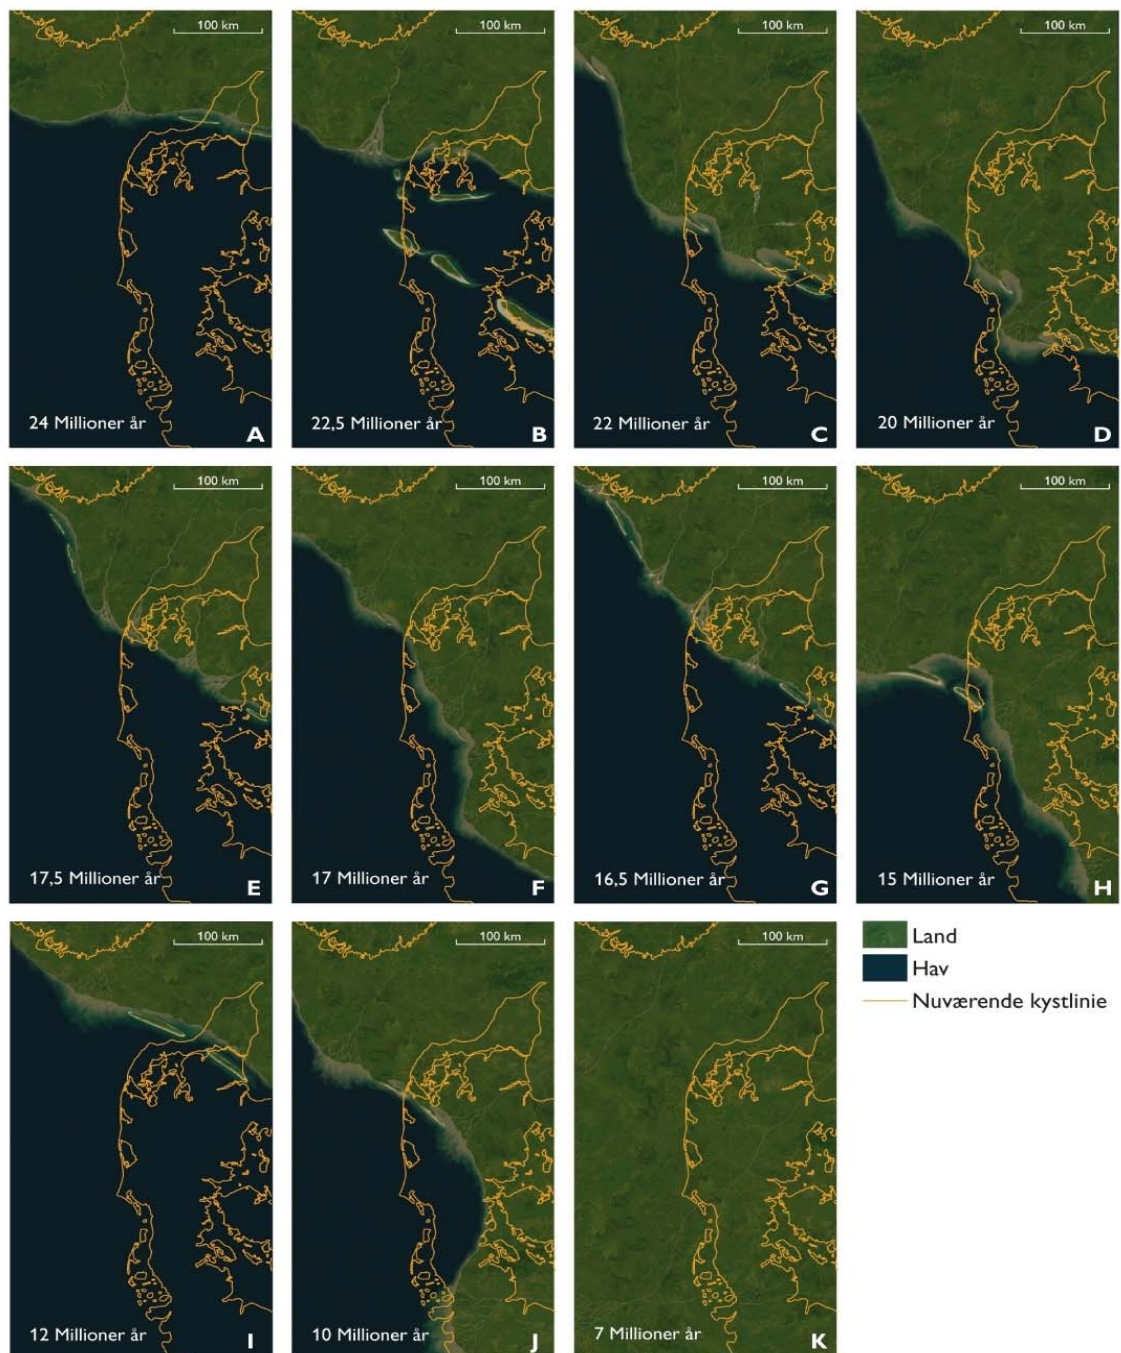 100 km
24 Millioner år
A
100 km
22,5 Millioner år
B
100 km
22 Millioner år
C
100 km
20 Millioner år
D
100 km
17,5 Millioner år
E
100 km
17 Millioner år
F
100 km
16,5 Millioner år
G
100 km
15 Millioner år
H
100 km
12 Millioner år
I
100 km
10 Millioner år
J
100 km
7 Millioner år
K
Land
Hav
Nuværende kystlinie